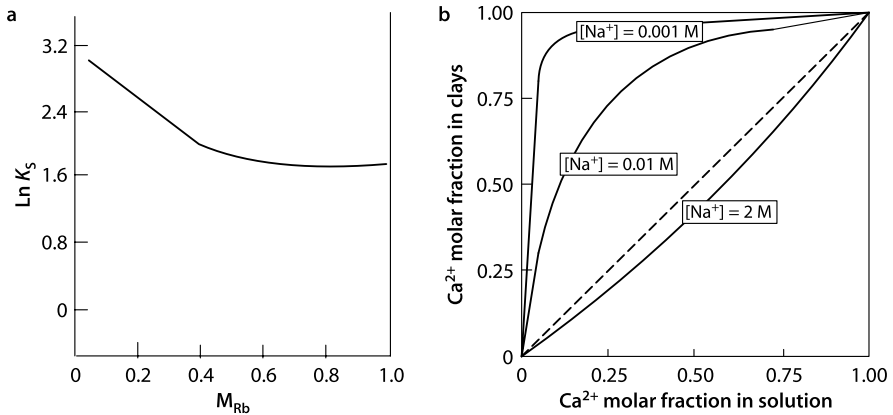 a
3.2
2.4
1.6
0.8
0
Ln Ks
0
0.2
0.4
0.6
0.8
1.0
MRb
b
1.00
0.75
0.50
0.25
0
Ca2+ molar fraction in clays
[Na+] = 0.001 M
[Na+] = 0.01 M
[Na+] = 2 M
0
0.25
0.50
0.75
1.00
Ca2+ molar fraction in solution